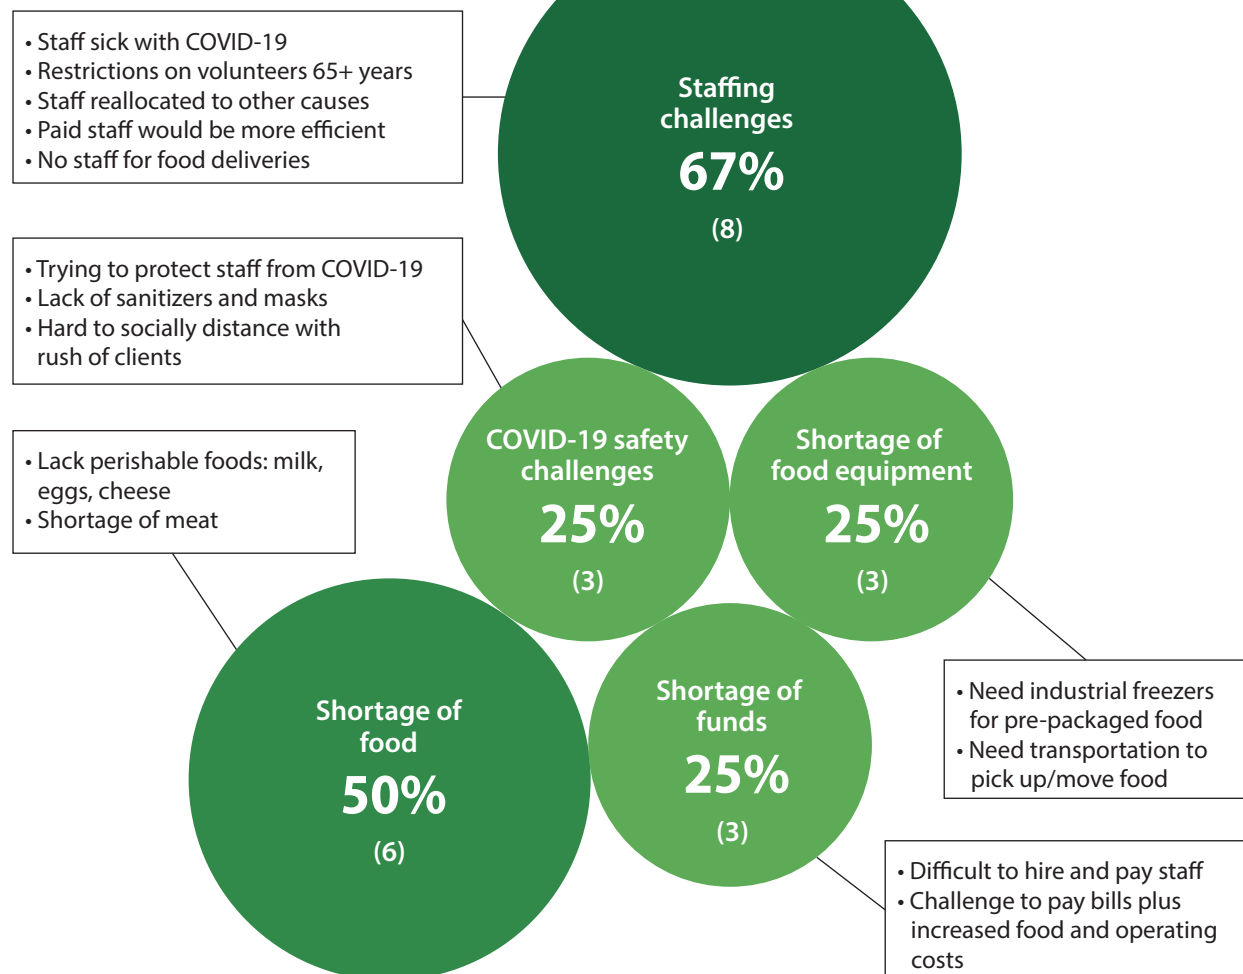 • Staff sick with COVID-19
• Restrictions on volunteers 65+ years
• Staff reallocated to other causes
• Paid staff would be more efficient
• No staff for food deliveries
Staffing
challenges
67%
(8)
• Trying to protect staff from COVID-19
• Lack of sanitizers and masks
• Hard to socially distance with
rush of clients
COVID-19 safety
challenges
25%
(3)
Shortage of
food equipment
25%
(3)
• Lack perishable foods: milk,
eggs, cheese
• Shortage of meat
Shortage of
food
50%
(6)
Shortage of
funds
25%
(3)
• Need industrial freezers
for pre-packaged food
• Need transportation to
pick up/move food
• Difficult to hire and pay staff
• Challenge to pay bills plus
increased food and operating
costs